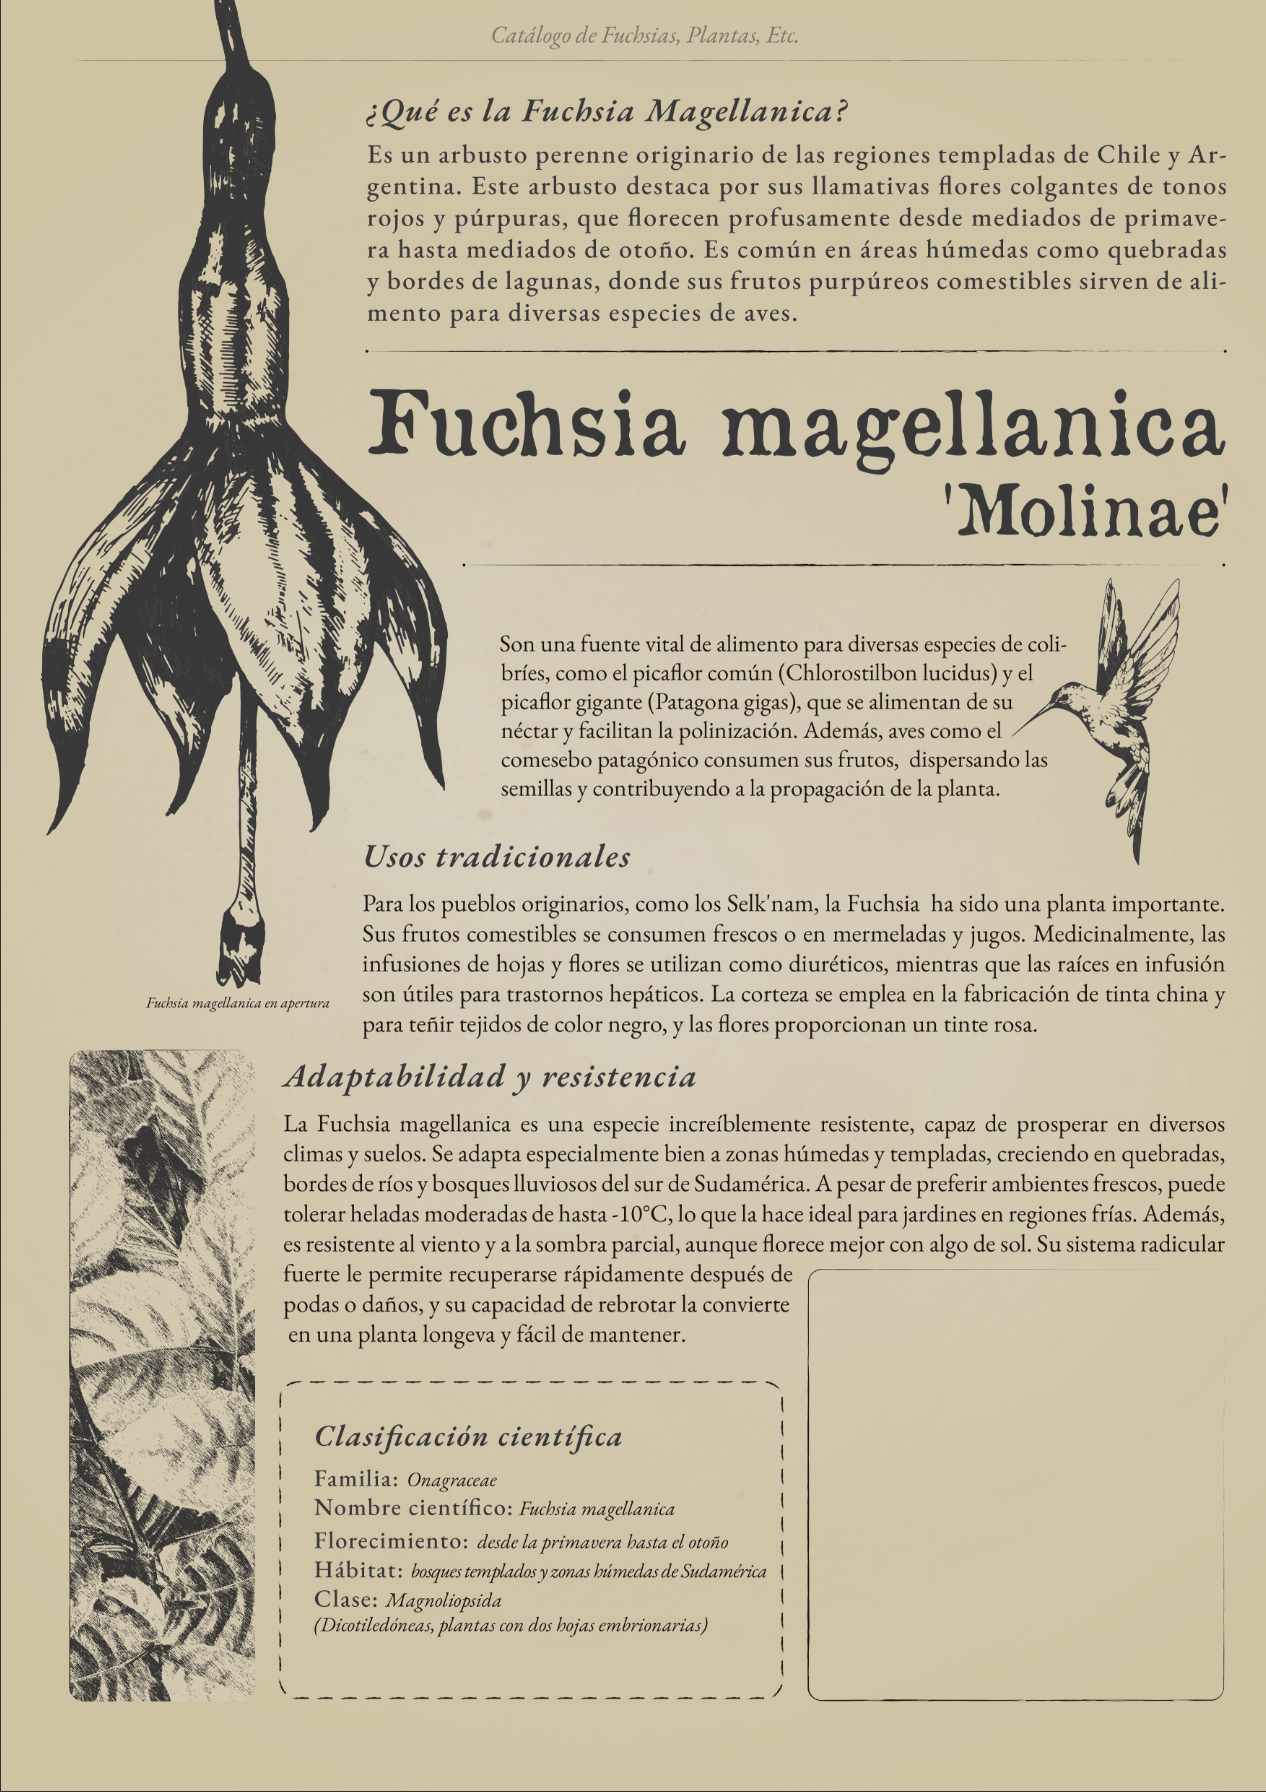 Catálogo de Fuchsias, Plantas, Etc.
¿Qué es la Fuchsia Magellanica?
Es un arbusto perenne originario de las regiones templadas de Chile y Ar-
gentina. Este arbusto destaca por sus llamativas flores colgantes de tonos
rojos y púrpuras, que florecen profusamente desde mediados de primave-
ra hasta mediados de otoño. Es común en áreas húmedas como quebradas
y bordes de lagunas, donde sus frutos purpúreos comestibles sirven de ali-
mento para diversas especies de aves.
Fuchsia magellanica
'Molinae'
Son una fuente vital de alimento para diversas especies de coli-
bríes, como el picaflor común (Chlorostilbon lucidus) y el
picaflor gigante (Patagona gigas), que se alimentan de su
néctar y facilitan la polinización. Además, aves como el
comesebo patagónico consumen sus frutos, dispersando las
semillas y contribuyendo a la propagación de la planta.
Usos tradicionales
Para los pueblos originarios, como los Selk'nam, la Fuchsia ha sido una planta importante.
Sus frutos comestibles se consumen frescos o en mermeladas y jugos. Medicinalmente, las
infusiones de hojas y flores se utilizan como diuréticos, mientras que las raíces en infusión
son útiles para trastornos hepáticos. La corteza se emplea en la fabricación de tinta china y
para teñir tejidos de color negro, y las flores proporcionan un tinte rosa.
Fuchsia magellanica en apertura
Adaptabilidad y resistencia
La Fuchsia magellanica es una especie increíblemente resistente, capaz de prosperar en diversos
climas y suelos. Se adapta especialmente bien a zonas húmedas y templadas, creciendo en quebradas,
bordes de ríos y bosques lluviosos del sur de Sudamérica. A pesar de preferir ambientes frescos, puede
tolerar heladas moderadas de hasta -10°C, lo que la hace ideal para jardines en regiones frías. Además,
es resistente al viento y a la sombra parcial, aunque florece mejor con algo de sol. Su sistema radicular
fuerte le permite recuperarse rápidamente después de
podas o daños, y su capacidad de rebrotar la convierte
en una planta longeva y fácil de mantener.
Clasificación científica
Familia: Onagraceae
Nombre científico: Fuchsia magellanica
Florecimiento: desde la primavera hasta el otoño
Hábitat: bosques templados y zonas húmedas de Sudamérica
Clase: Magnoliopsida
(Dicotiledóneas, plantas con dos hojas embrionarias)